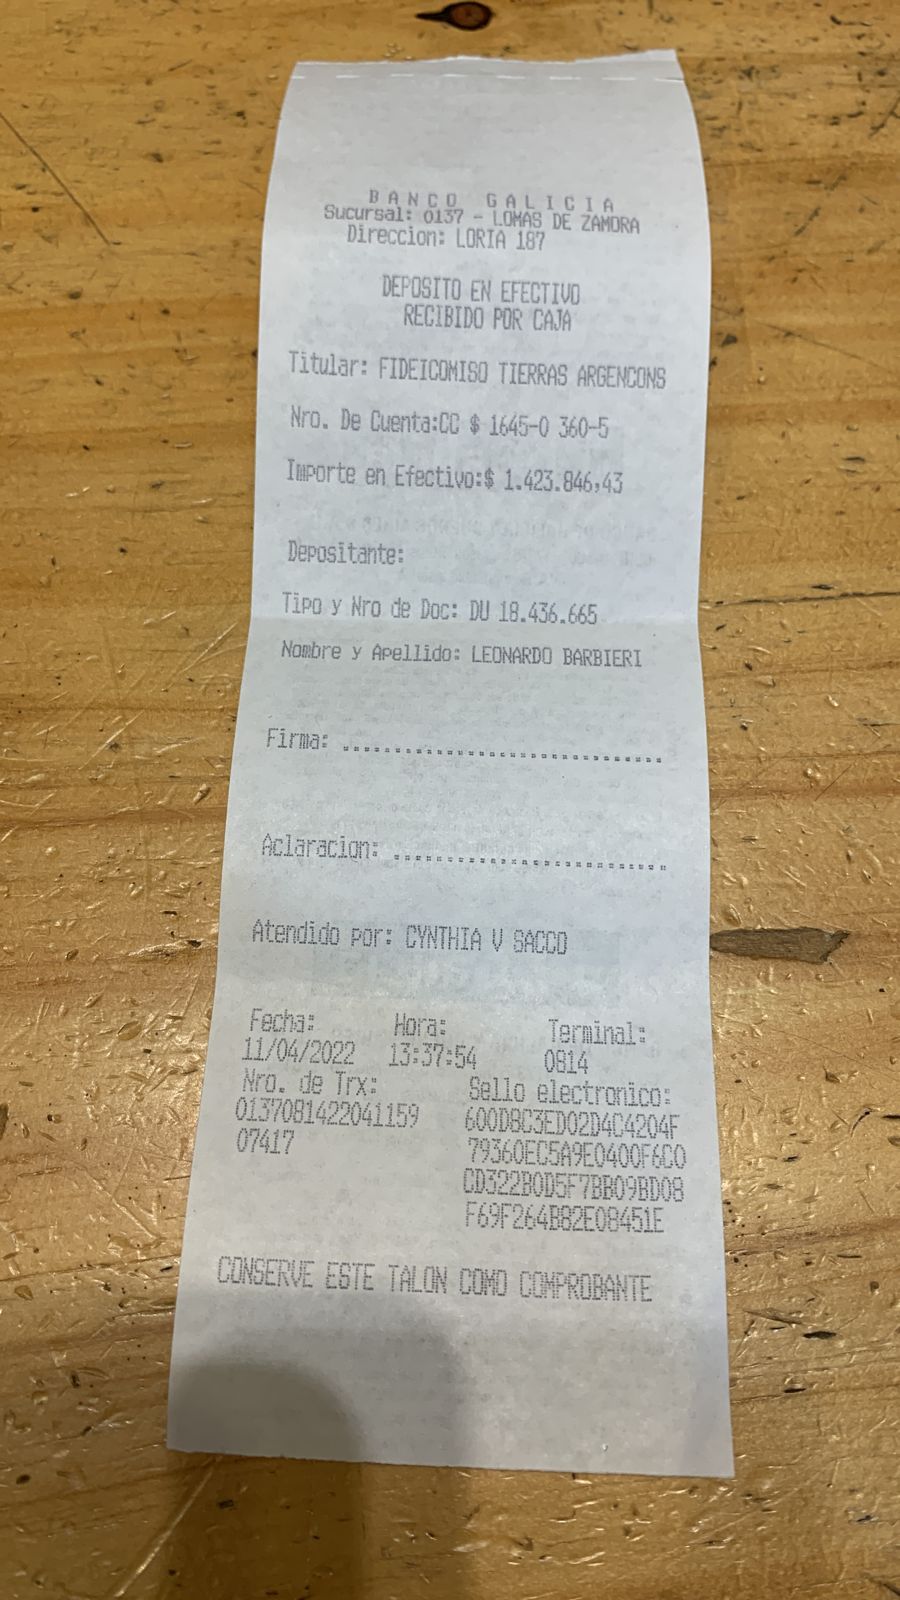 BANCO GALICIA
Sucursal: 0137 - LOMAS DE ZAMORA
Direccion: LORIA 187
DEPOSITO EN EFECTIVO
RECIBIDO POR CAJA
Titular: FIDEICOMISO TIERRAS ARGENCONS
Nro. De Cuenta:CC $ 1645-0 360-5
Importe en Efectivo:$ 1.423.846,43
Depositante:
Tipo y Nro de Doc: DU 18.436.665
Nombre y Apellido: LEONARDO BARBIERI
Firma: ..............................
Aclaracion: ..........................
Atendido por: CYNTHIA V SACCO
Fecha: Hora: Terminal:
11/04/2022 13:37:54 0814
Nro. de Trx: Sello electronico:
0137081422041159 600D8C3ED02D4C4204F
07417 79360EC5A9E0400F6C0
CD322B0D5F7BB09BD08
F69F264B82E08451E
CONSERVE ESTE TALON COMO COMPROBANTE